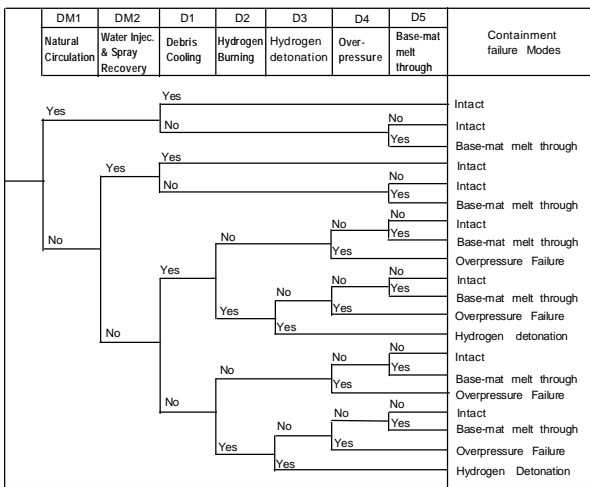 DM1 DM2 D1 D2 D3 D4 D5
Natural Circulation
Water Injec. & Spray Recovery
Debris Cooling
Hydrogen Burning
Hydrogen detonation
Over-pressure
Base-mat melt through
Containment failure Modes
Yes Intact
Yes No Intact
No Yes Base-mat melt through
Yes Intact
Yes No Intact
No Yes Base-mat melt through
No Intact
No Yes Base-mat melt through
No Yes Overpressure Failure
No
Yes No Intact
No Yes Base-mat melt through
No Yes Overpressure Failure
Yes Yes Hydrogen detonation
No
No Intact
No Yes Base-mat melt through
No Yes Overpressure Failure
No No Intact
No Yes Base-mat melt through
No Yes Overpressure Failure
Yes Yes Hydrogen Detonation